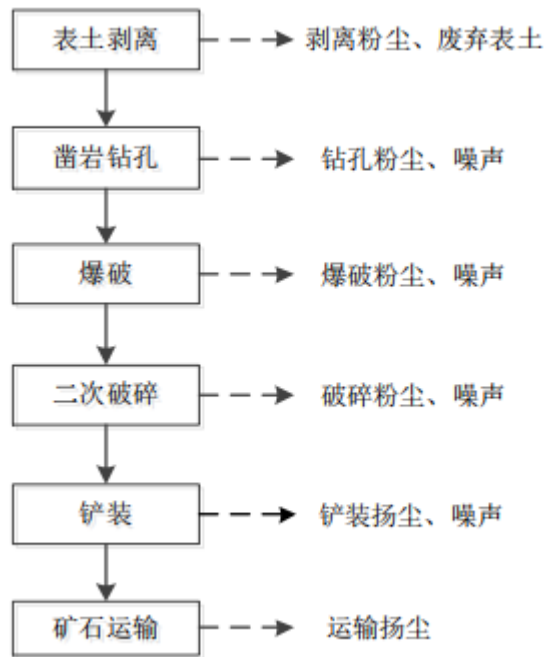 表土剥离 剥离粉尘、废弃表土
凿岩钻孔 钻孔粉尘、噪声
爆破 爆破粉尘、噪声
二次破碎 破碎粉尘、噪声
铲装 铲装扬尘、噪声
矿石运输 运输扬尘